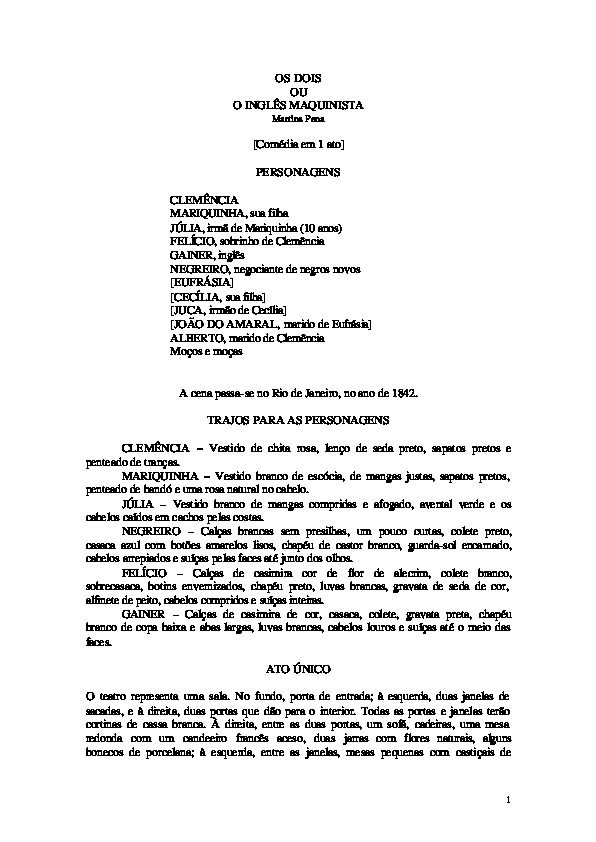 OS DOIS
OU
O INGLÊS MAQUINISTA
Martins Pena
[Comédia em 1 ato]
PERSONAGENS
CLEMÊNCIA
MARIQUINHA, sua filha
JÚLIA, irmã de Mariquinha (10 anos)
FELÍCIO, sobrinho de Clemência
GAINER, inglês
NEGREIRO, negociante de negros novos
[EUFRÁSIA]
[CECÍLIA, sua filha]
[JUCA, irmão de Cecília]
[JOÃO DO AMARAL, marido de Eufrásia]
ALBERTO, marido de Clemência
Moços e moças
A cena passa-se no Rio de Janeiro, no ano de 1842.
TRAJOS PARA AS PERSONAGENS
CLEMÊNCIA – Vestido de chita rosa, lenço de seda preto, sapatos pretos e
penteado de tranças.
MARIQUINHA – Vestido branco de escócia, de mangas justas, sapatos pretos,
penteado de bandó e uma rosa natural no cabelo.
JÚLIA – Vestido branco de mangas compridas e afogado, avental verde e os
cabelos caídos em cachos pelas costas.
NEGREIRO – Calças brancas sem presilhas, um pouco curtas, colete preto,
casaca azul com botões amarelos lisos, chapéu de castor branco, guarda-sol encarnado,
cabelos arrepiados e suíças pelas faces até junto dos olhos.
FELÍCIO – Calças de casimira cor de flor de alecrim, colete branco,
sobrecasaca, botins envernizados, chapéu preto, luvas brancas, gravata de seda de cor,
alfinete de peito, cabelos compridos e suíças inteiras.
GAINER – Calças de casimira de cor, casaca, colete, gravata preta, chapéu
branco de copa baixa e abas largas, luvas brancas, cabelos louros e suíças até o meio das
faces.
ATO ÚNICO
O teatro representa uma sala. No fundo, porta de entrada; à esquerda, duas janelas de
sacadas, e à direita, duas portas que dão para o interior. Todas as portas e janelas terão
cortinas de cassa branca. À direita, entre as duas portas, um sofá, cadeiras, uma mesa
redonda com um candeeiro francês aceso, duas jarras com flores naturais, alguns
bonecos de porcelana; à esquerda, entre as janelas, mesas pequenas com castiçais de
1